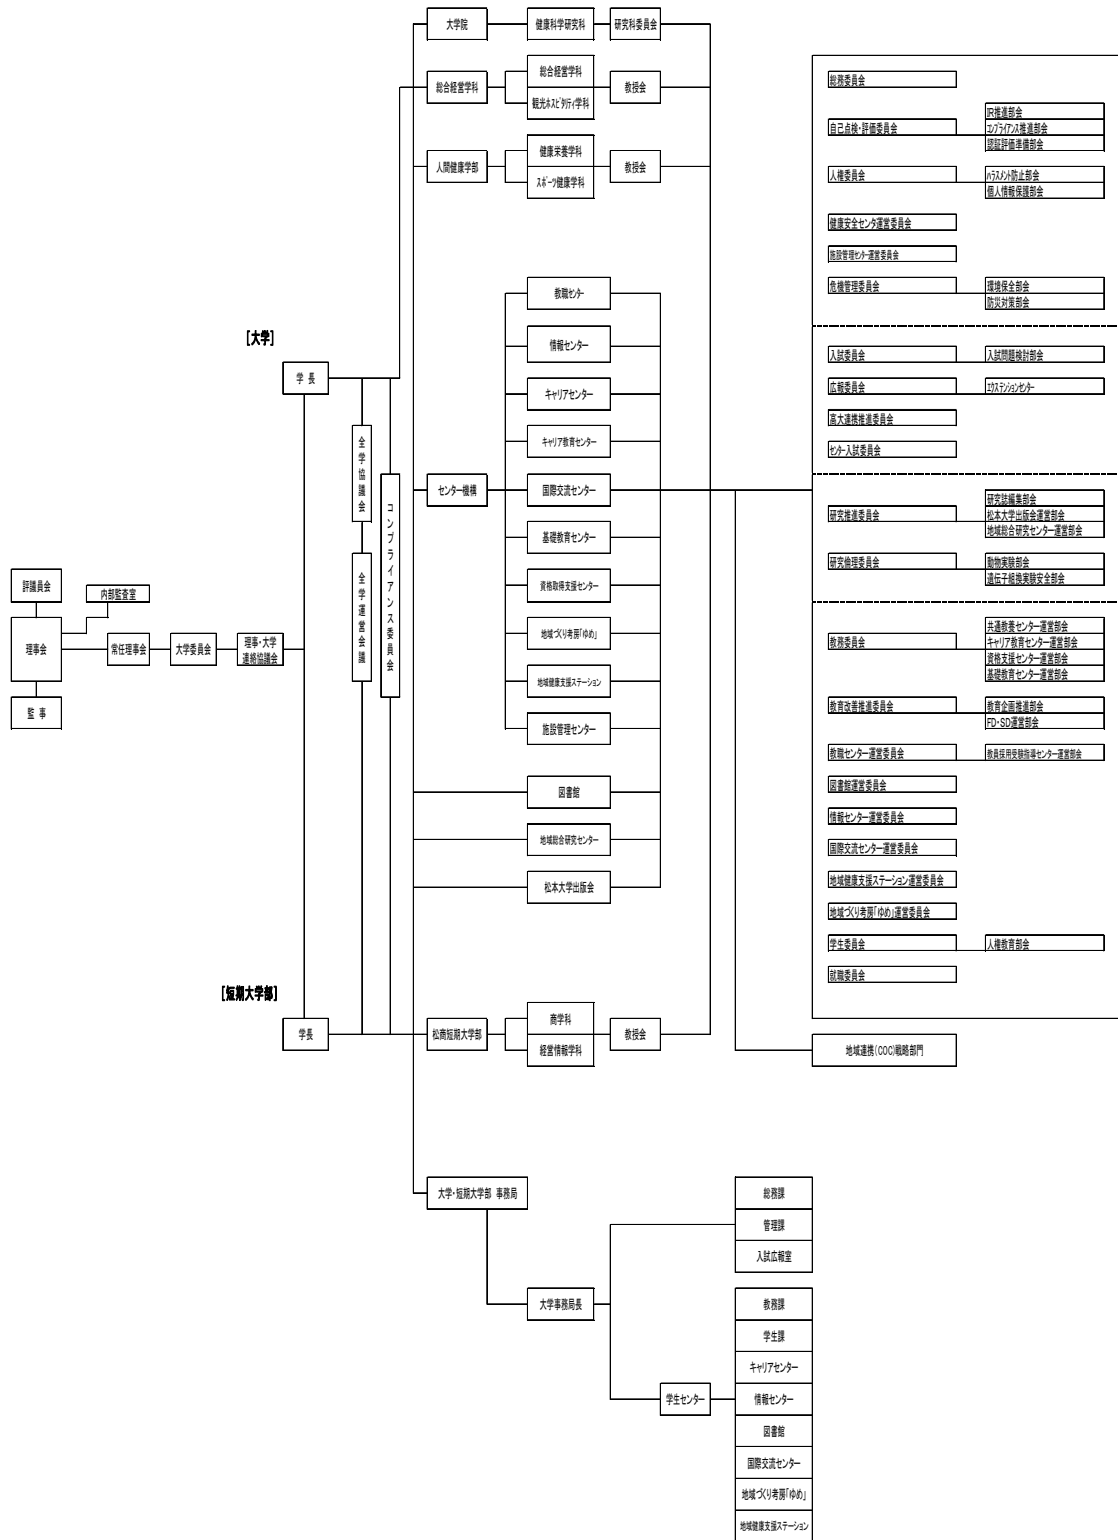 大学院
健康科学研究科
研究科委員会
総合経営学科
総合経営学科
観光ホスピタリティ学科
教授会
人間健康学部
健康栄養学科
スポーツ健康学科
教授会
[大学]
学 長
全学協議会
全学運営会議
コンプライアンス委員会
センター機構
教職センター
情報センター
キャリアセンター
キャリア教育センター
国際交流センター
基礎教育センター
資格取得支援センター
地域づくり考房「ゆめ」
地域健康支援ステーション
施設管理センター
図書館
地域総合研究センター
松本大学出版会
評議員会
内部監査室
理事会
常任理事会
大学委員会
理事・大学
連絡協議会
監 事
[短期大学部]
学長
松商短期大学部
商学科
経営情報学科
教授会
総務委員会
自己点検・評価委員会
IR推進部会
コンプライアンス推進部会
認証評価準備部会
人権委員会
ハラスメント防止部会
個人情報保護部会
健康安全センタ運営委員会
施設管理センター運営委員会
危機管理委員会
環境保全部会
防災対策部会
入試委員会
入試問題検討部会
広報委員会
エクステンションセンター
高大連携推進委員会
センター入試委員会
研究推進委員会
研究誌編集部会
松本大学出版会運営部会
地域総合研究センター運営部会
研究倫理委員会
動物実験部会
遺伝子組換実験安全部会
教務委員会
共通教養センター運営部会
キャリア教育センター運営部会
資格支援センター運営部会
基礎教育センター運営部会
教育改善推進委員会
教育企画推進部会
FD・SD運営部会
教職センター運営委員会
教員採用受験指導センター運営部会
図書館運営委員会
情報センター運営委員会
国際交流センター運営委員会
地域健康支援ステーション運営委員会
地域づくり考房「ゆめ」運営委員会
学生委員会
人権教育部会
就職委員会
地域連携(COC)戦略部門
大学・短期大学部 事務局
大学事務局長
総務課
管理課
入試広報室
学生センター
教務課
学生課
キャリアセンター
情報センター
図書館
国際交流センター
地域づくり考房「ゆめ」
地域健康支援ステーション